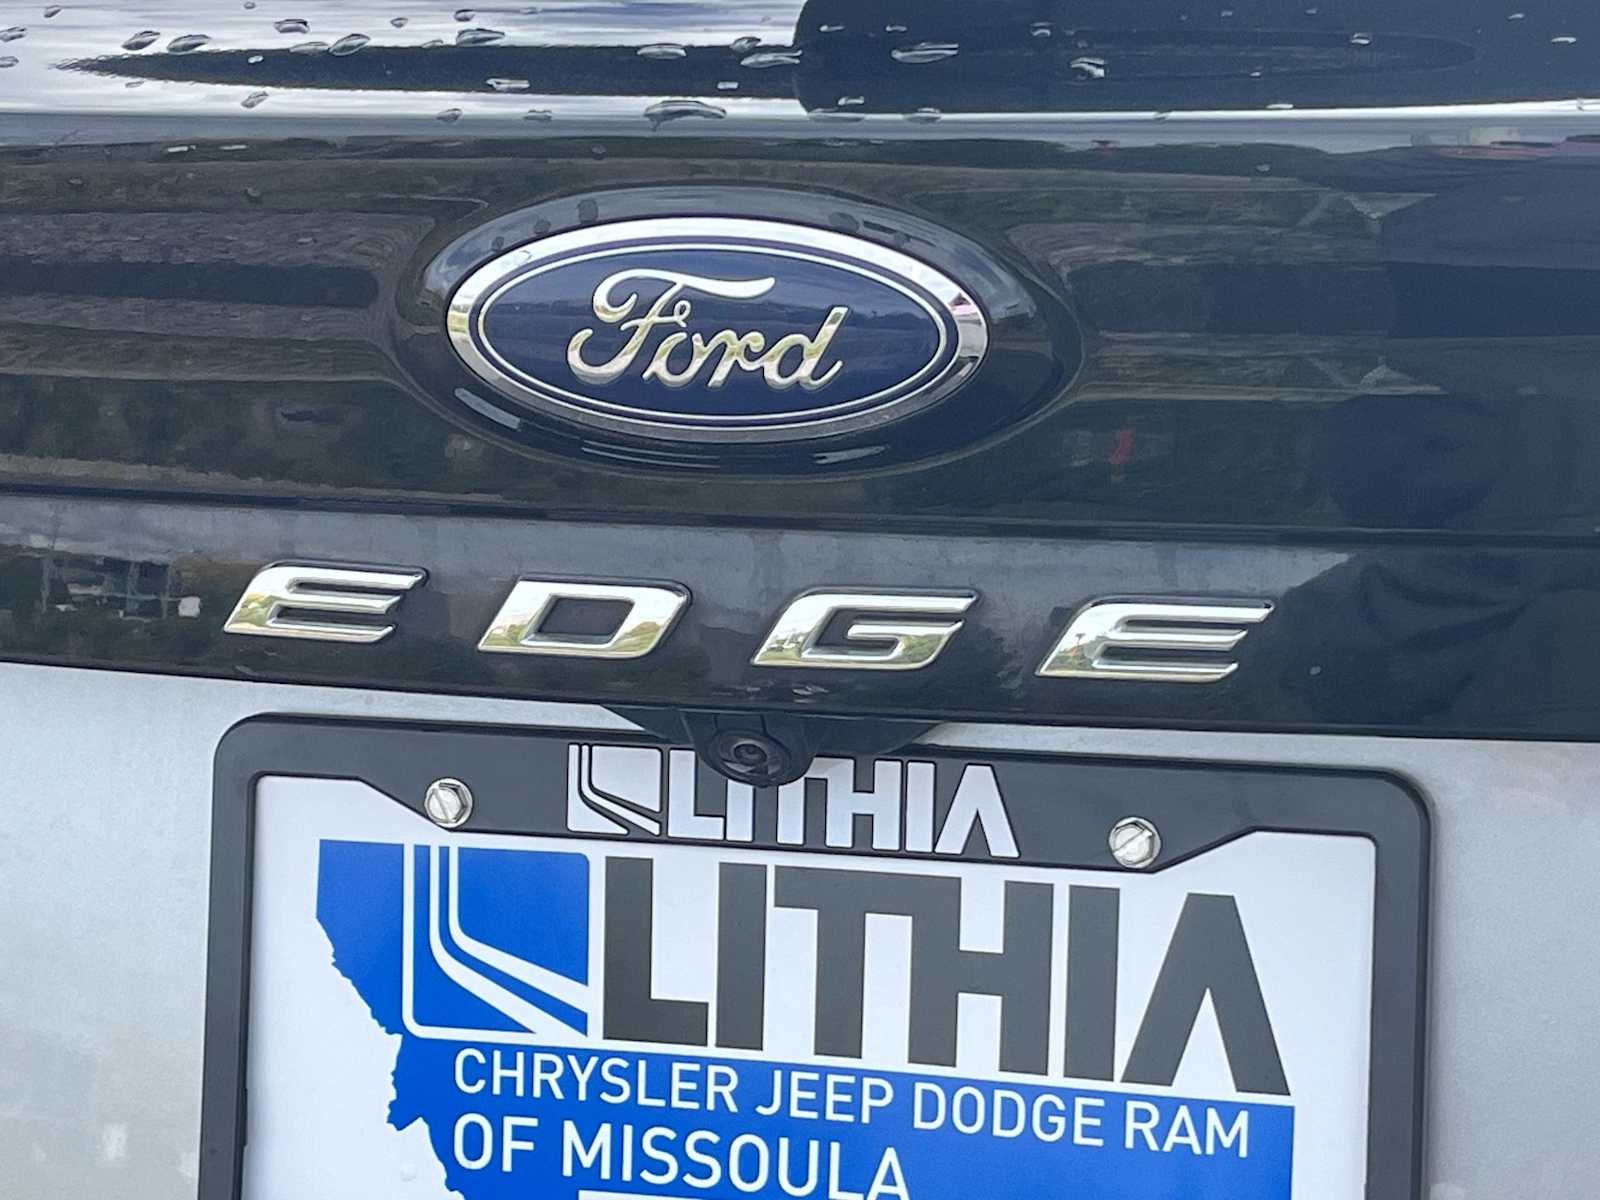 Ford
EDGE
LITHIA
LITHIA
CHRYSLER JEEP DODGE RAM
OF MISSOULA